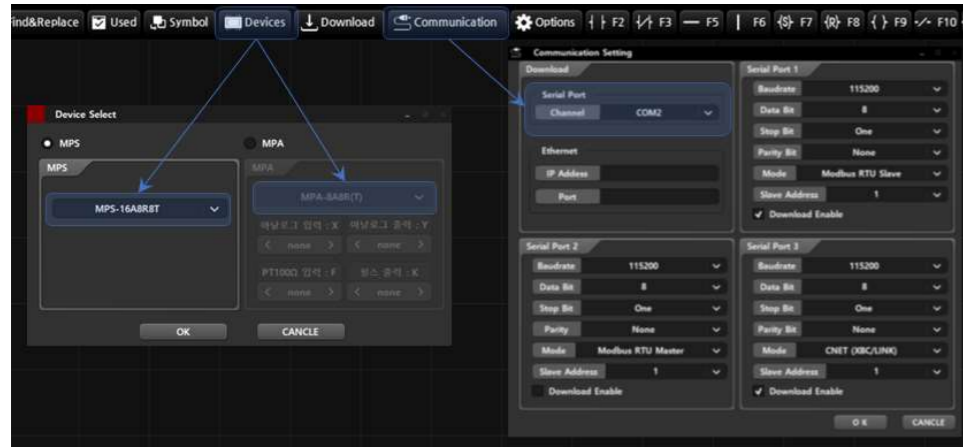 ind&Replace Used Symbol Devices Download Communication Options F2 F3 F5 F6 {S} F7 {R} F8 { } F9 F10
Device Select
MPS MPA
MPS
MPS-16A8R8T
MPA
MPA-8A8R(T)
아날로그 입력 : X 아날로그 출력 : Y
< none > < none >
PT100Ω 입력 : F 펄스 출력 : K
< none > < none >
OK CANCLE
Communication Setting
Download
Serial Port
Channel COM2
Ethernet
IP Address
Port
Serial Port 1
Baudrate 115200
Data Bit 8
Stop Bit One
Parity Bit None
Mode Modbus RTU Slave
Slave Address 1
Download Enable
Serial Port 2
Baudrate 115200
Data Bit 8
Stop Bit One
Parity None
Mode Modbus RTU Master
Slave Address 1
Download Enable
Serial Port 3
Baudrate 115200
Data Bit 8
Stop Bit One
Parity Bit None
Mode CNET (XBC/LINK)
Slave Address 1
Download Enable
O K CANCLE